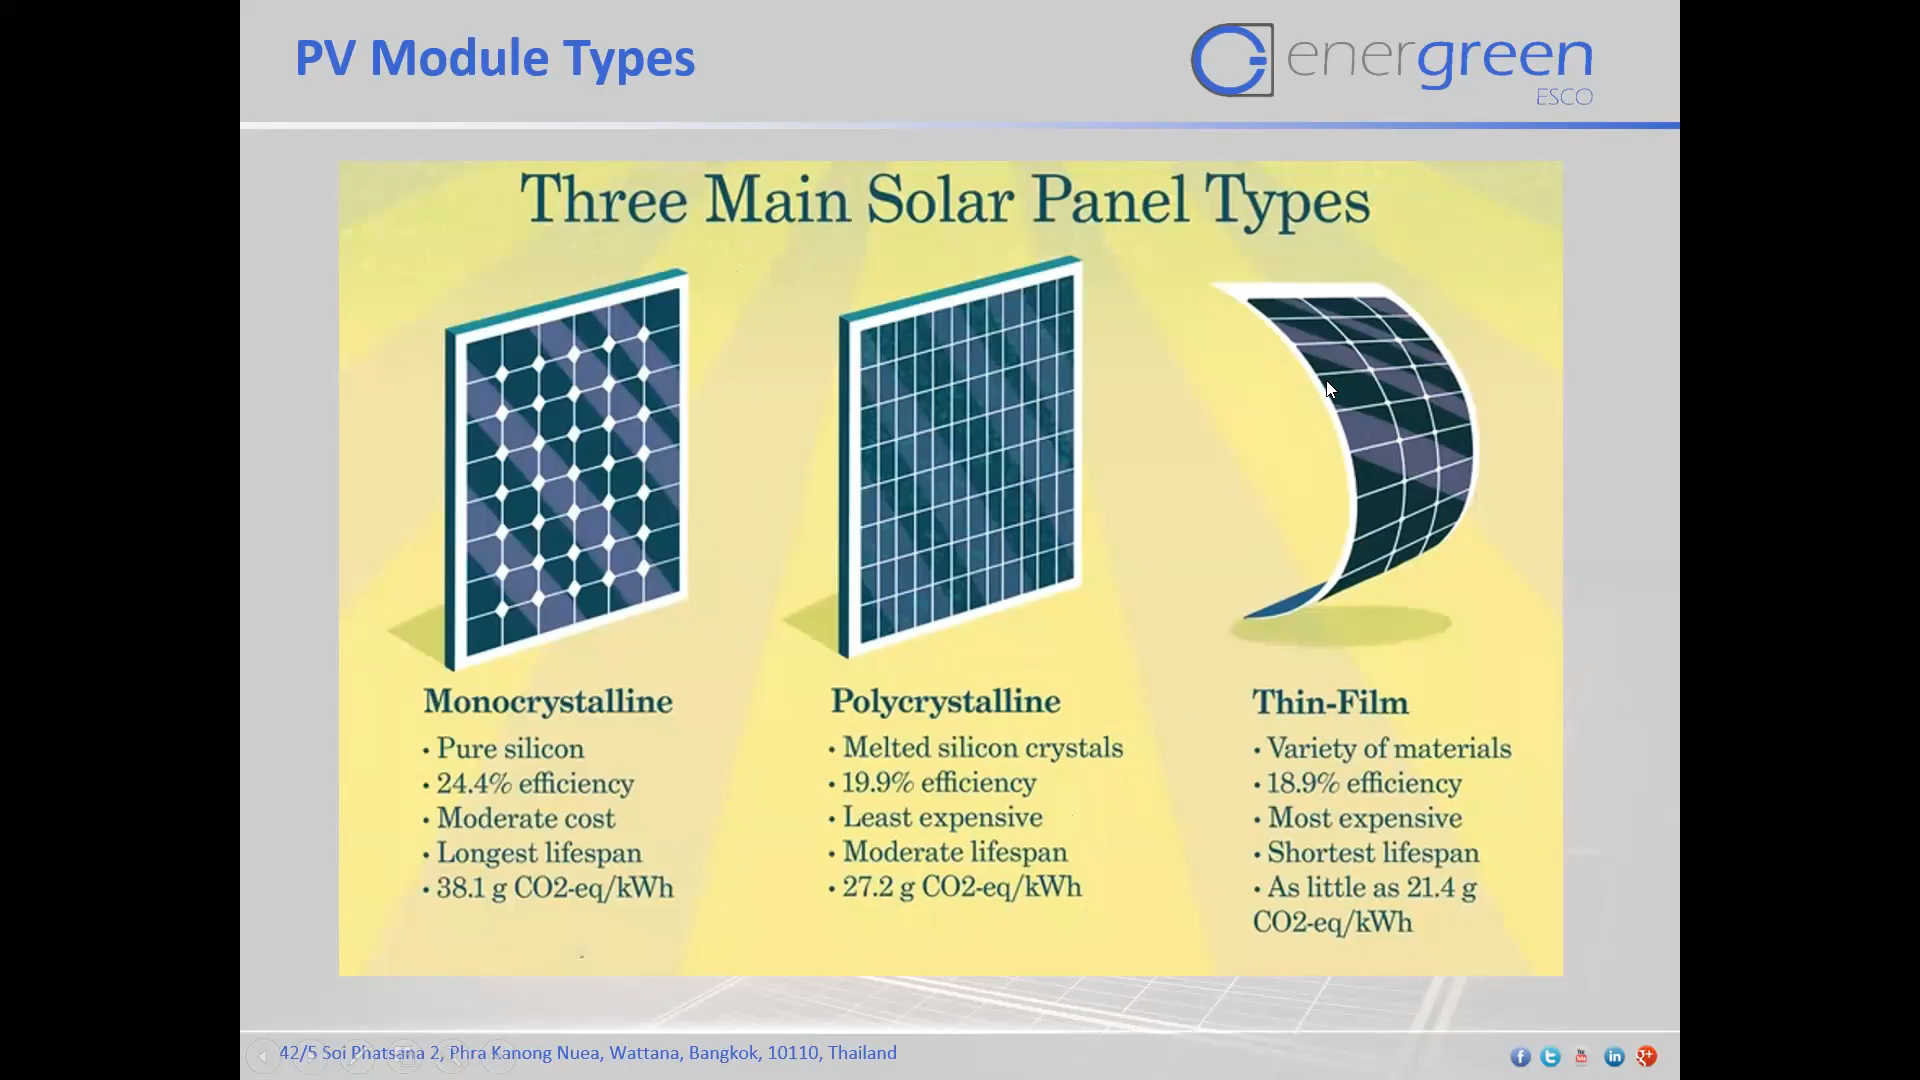 PV Module Types
energreen
ESCO
Three Main Solar Panel Types
Monocrystalline
• Pure silicon
• 24.4% efficiency
• Moderate cost
• Longest lifespan
• 38.1 g CO2-eq/kWh
Polycrystalline
• Melted silicon crystals
• 19.9% efficiency
• Least expensive
• Moderate lifespan
• 27.2 g CO2-eq/kWh
Thin-Film
• Variety of materials
• 18.9% efficiency
• Most expensive
• Shortest lifespan
• As little as 21.4 g
CO2-eq/kWh
42/5 Soi Phatsana 2, Phra Kanong Nuea, Wattana, Bangkok, 10110, Thailand